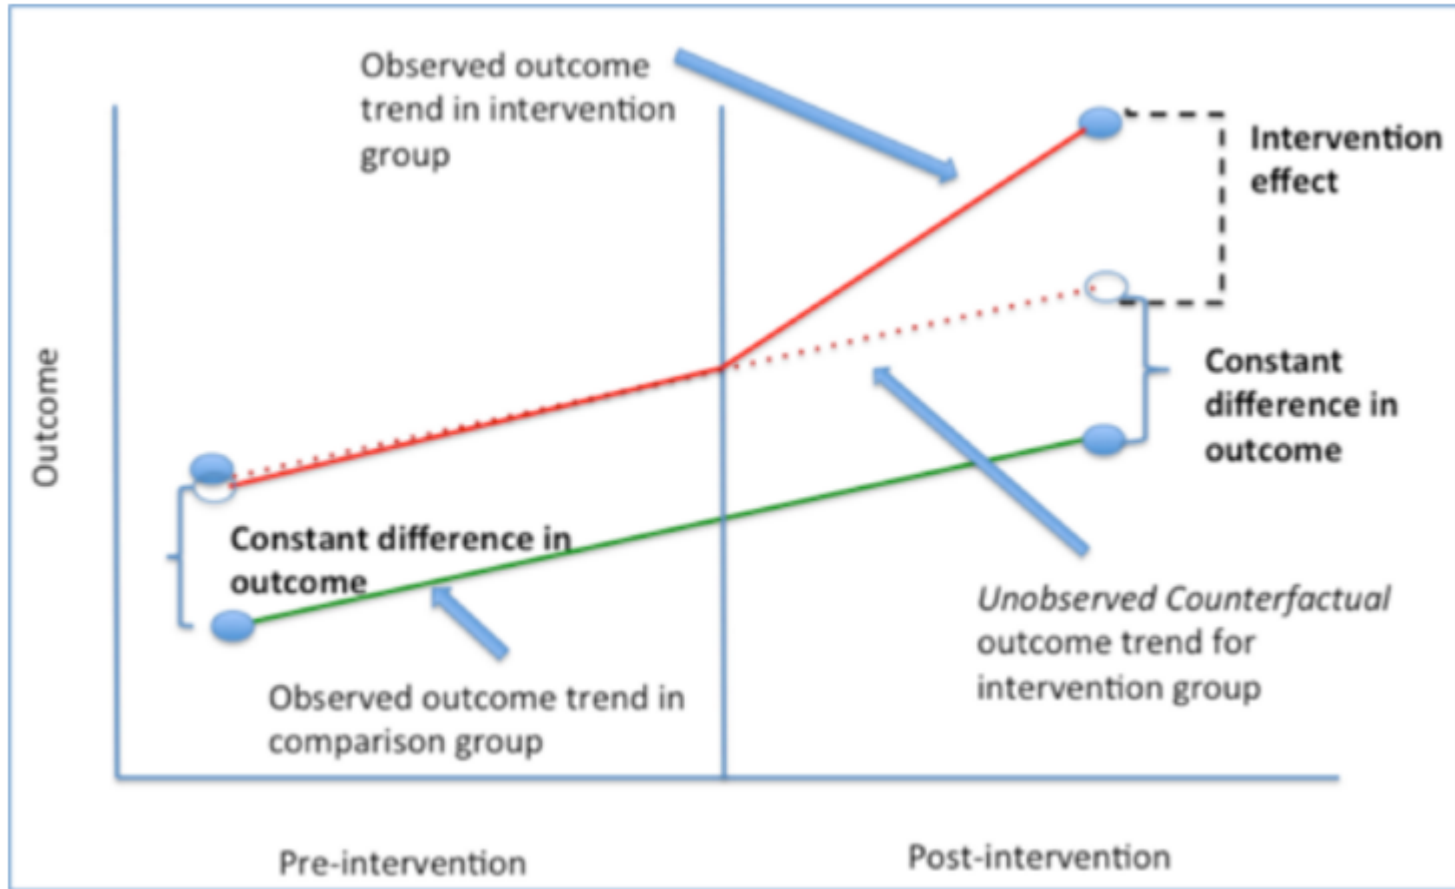 Observed outcome
trend in intervention
group
Intervention
effect
Constant
difference in
outcome
Outcome
Constant difference in
outcome
Unobserved Counterfactual
outcome trend for
intervention group
Observed outcome trend in
comparison group
Pre-intervention
Post-intervention